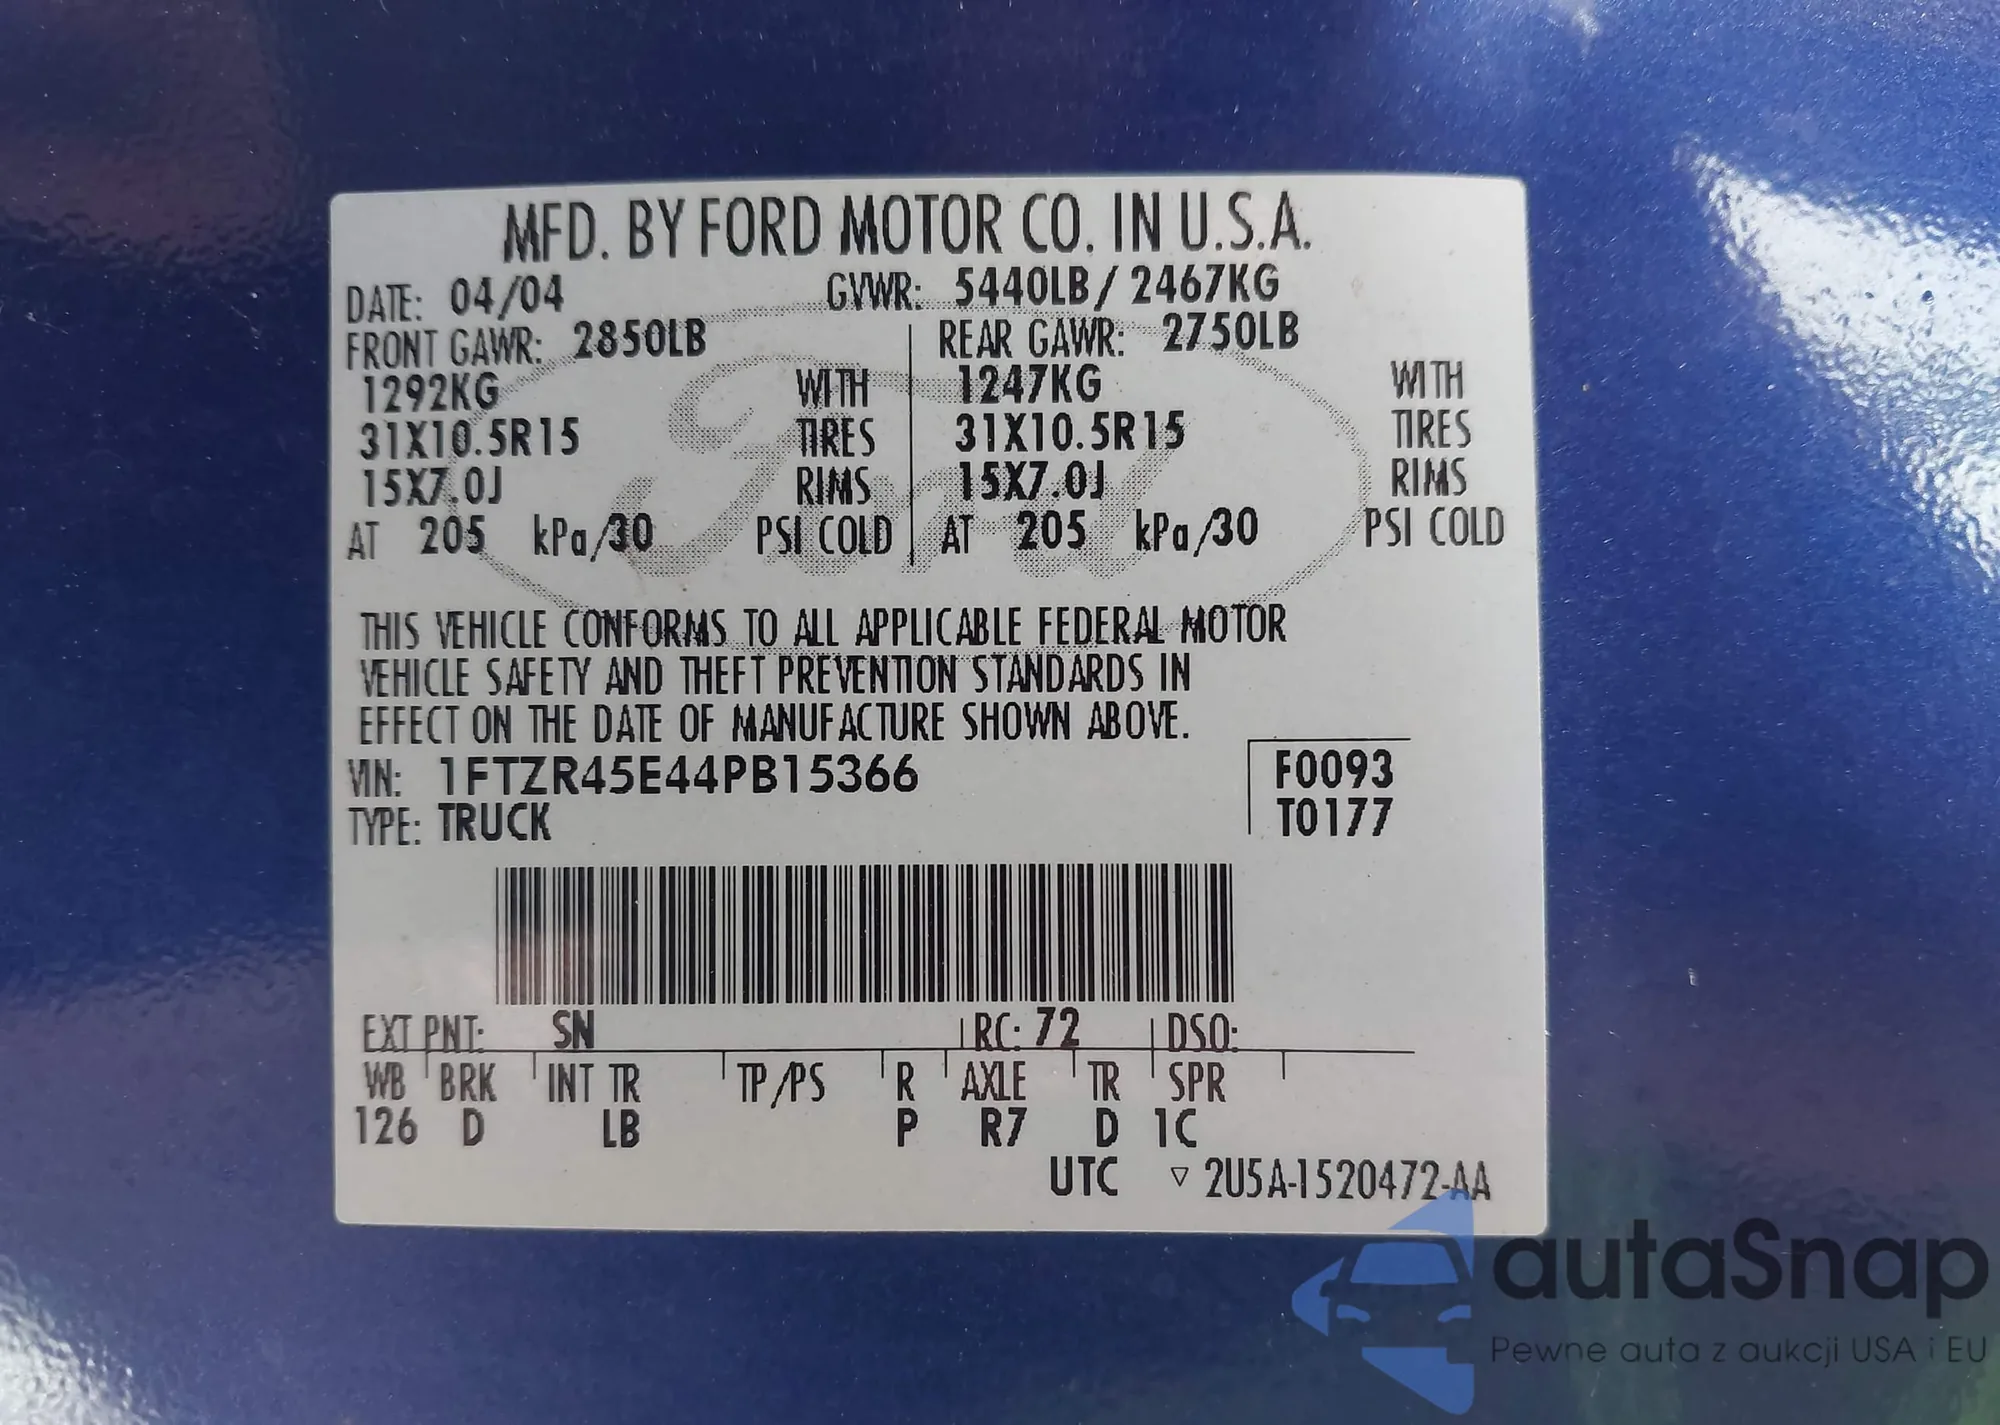 MFD. BY FORD MOTOR CO. IN U.S.A.
DATE: 04/04 GVWR: 5440LB / 2467KG
FRONT GAWR: 2850LB REAR GAWR: 2750LB
1292KG WITH 1247KG WITH
31X10.5R15 TIRES 31X10.5R15 TIRES
15X7.0J RIMS 15X7.0J RIMS
AT 205 kPa/30 PSI COLD AT 205 kPa/30 PSI COLD
Ford
THIS VEHICLE CONFORMS TO ALL APPLICABLE FEDERAL MOTOR
VEHICLE SAFETY AND THEFT PREVENTION STANDARDS IN
EFFECT ON THE DATE OF MANUFACTURE SHOWN ABOVE.
VIN: 1FTZR45E44PB15366 F0093
TYPE: TRUCK T0177
EXT PNT: SN RC: 72 DSO:
WB BRK INT TR TP/PS R AXLE TR SPR
126 D LB P R7 D 1C
UTC ▽ 2U5A-1520472-AA
autaSnap
Pewne auta z aukcji USA i EU